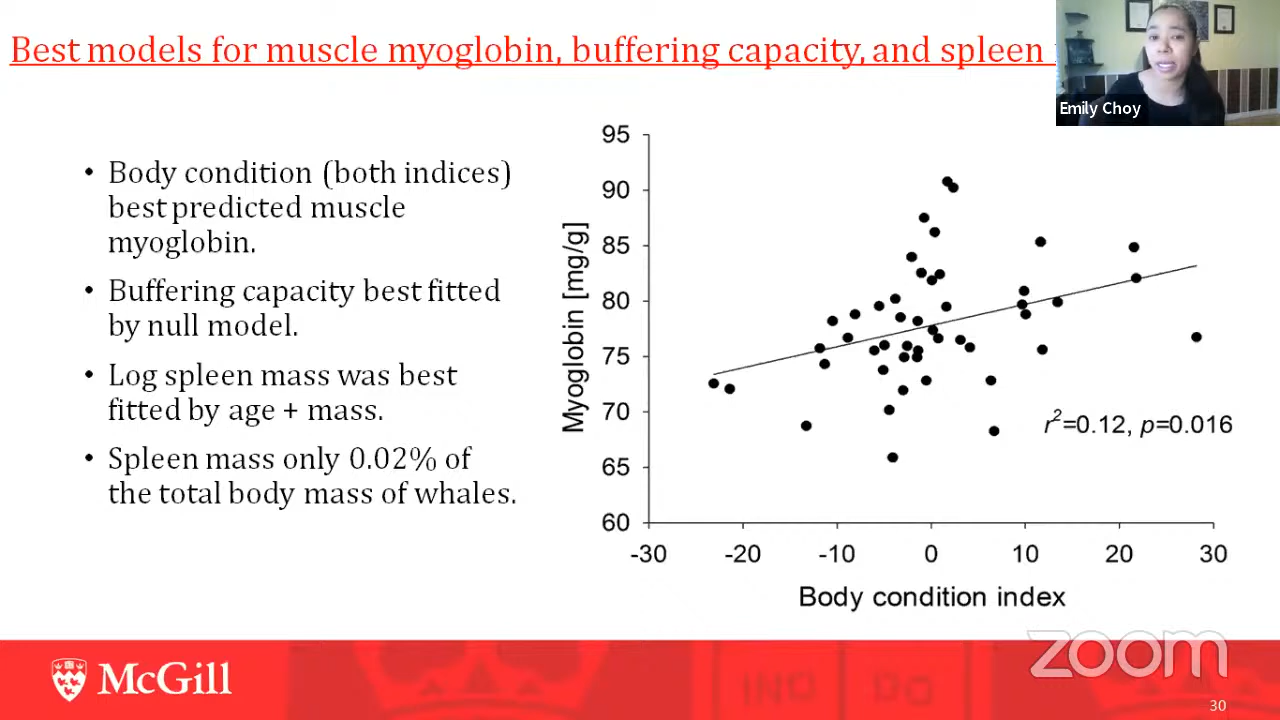 Best models for muscle myoglobin, buffering capacity, and spleen
Emily Choy
• Body condition (both indices)
best predicted muscle
myoglobin.
• Buffering capacity best fitted
by null model.
• Log spleen mass was best
fitted by age + mass.
• Spleen mass only 0.02% of
the total body mass of whales.
Myoglobin [mg/g]
95
90
85
80
75
70
65
60
r²=0.12, p=0.016
-30 -20 -10 0 10 20 30
Body condition index
McGill
zoom
30